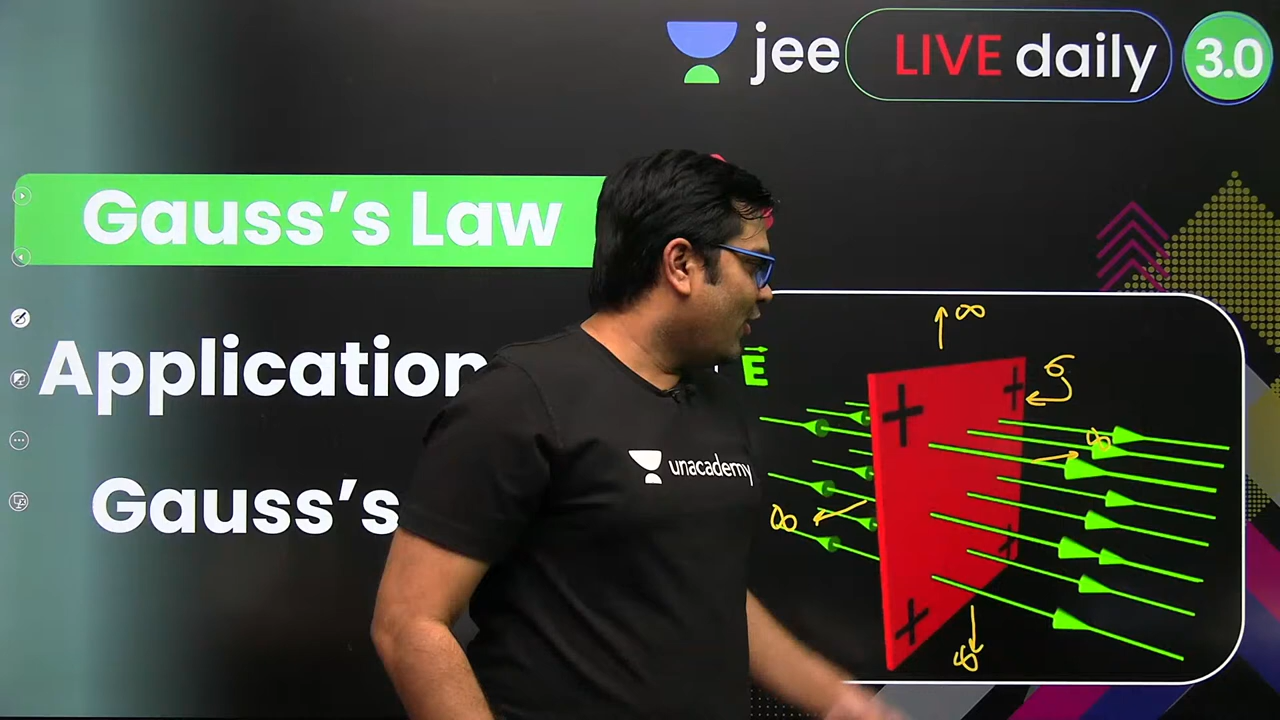 jee LIVE daily 3.0
Gauss's Law
Application
E
Gauss's
unacademy
∞
σ
∞
∞
∞
+
+
+
+